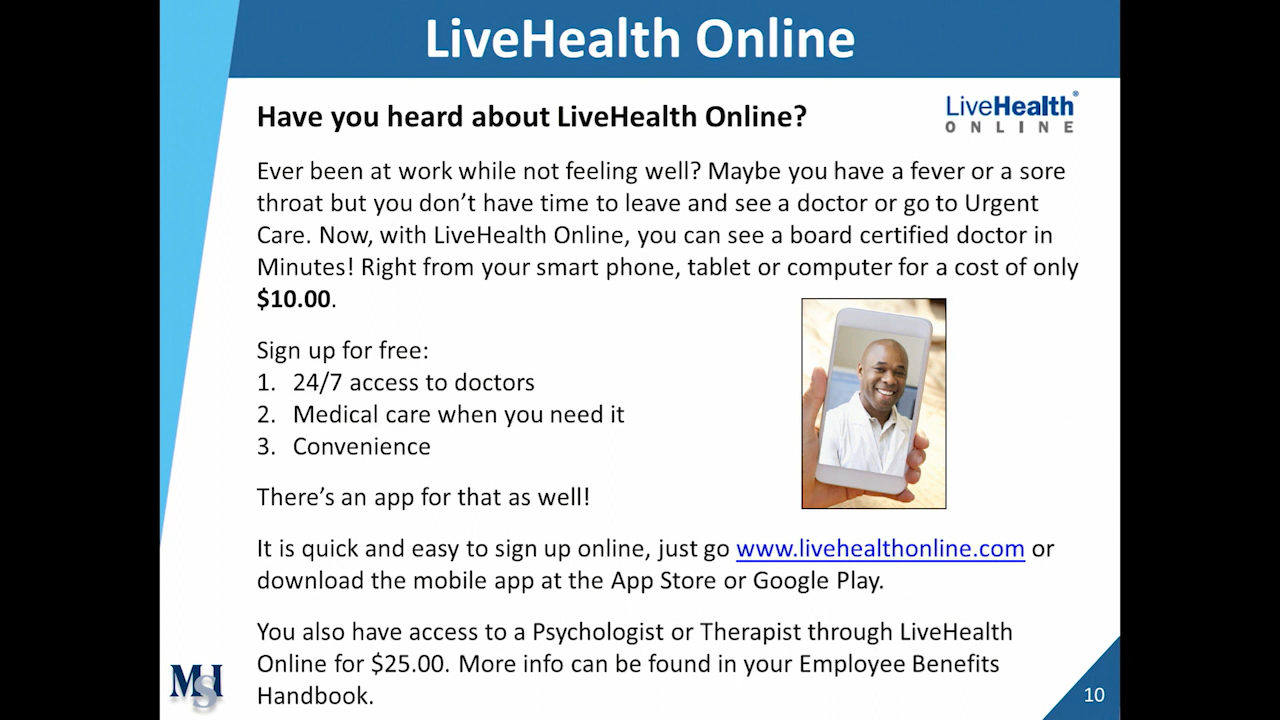 LiveHealth Online
Have you heard about LiveHealth Online?
LiveHealth®
ONLINE
Ever been at work while not feeling well? Maybe you have a fever or a sore
throat but you don’t have time to leave and see a doctor or go to Urgent
Care. Now, with LiveHealth Online, you can see a board certified doctor in
Minutes! Right from your smart phone, tablet or computer for a cost of only
$10.00.
Sign up for free:
1. 24/7 access to doctors
2. Medical care when you need it
3. Convenience
There’s an app for that as well!
It is quick and easy to sign up online, just go www.livehealthonline.com or
download the mobile app at the App Store or Google Play.
You also have access to a Psychologist or Therapist through LiveHealth
Online for $25.00. More info can be found in your Employee Benefits
Handbook.
10